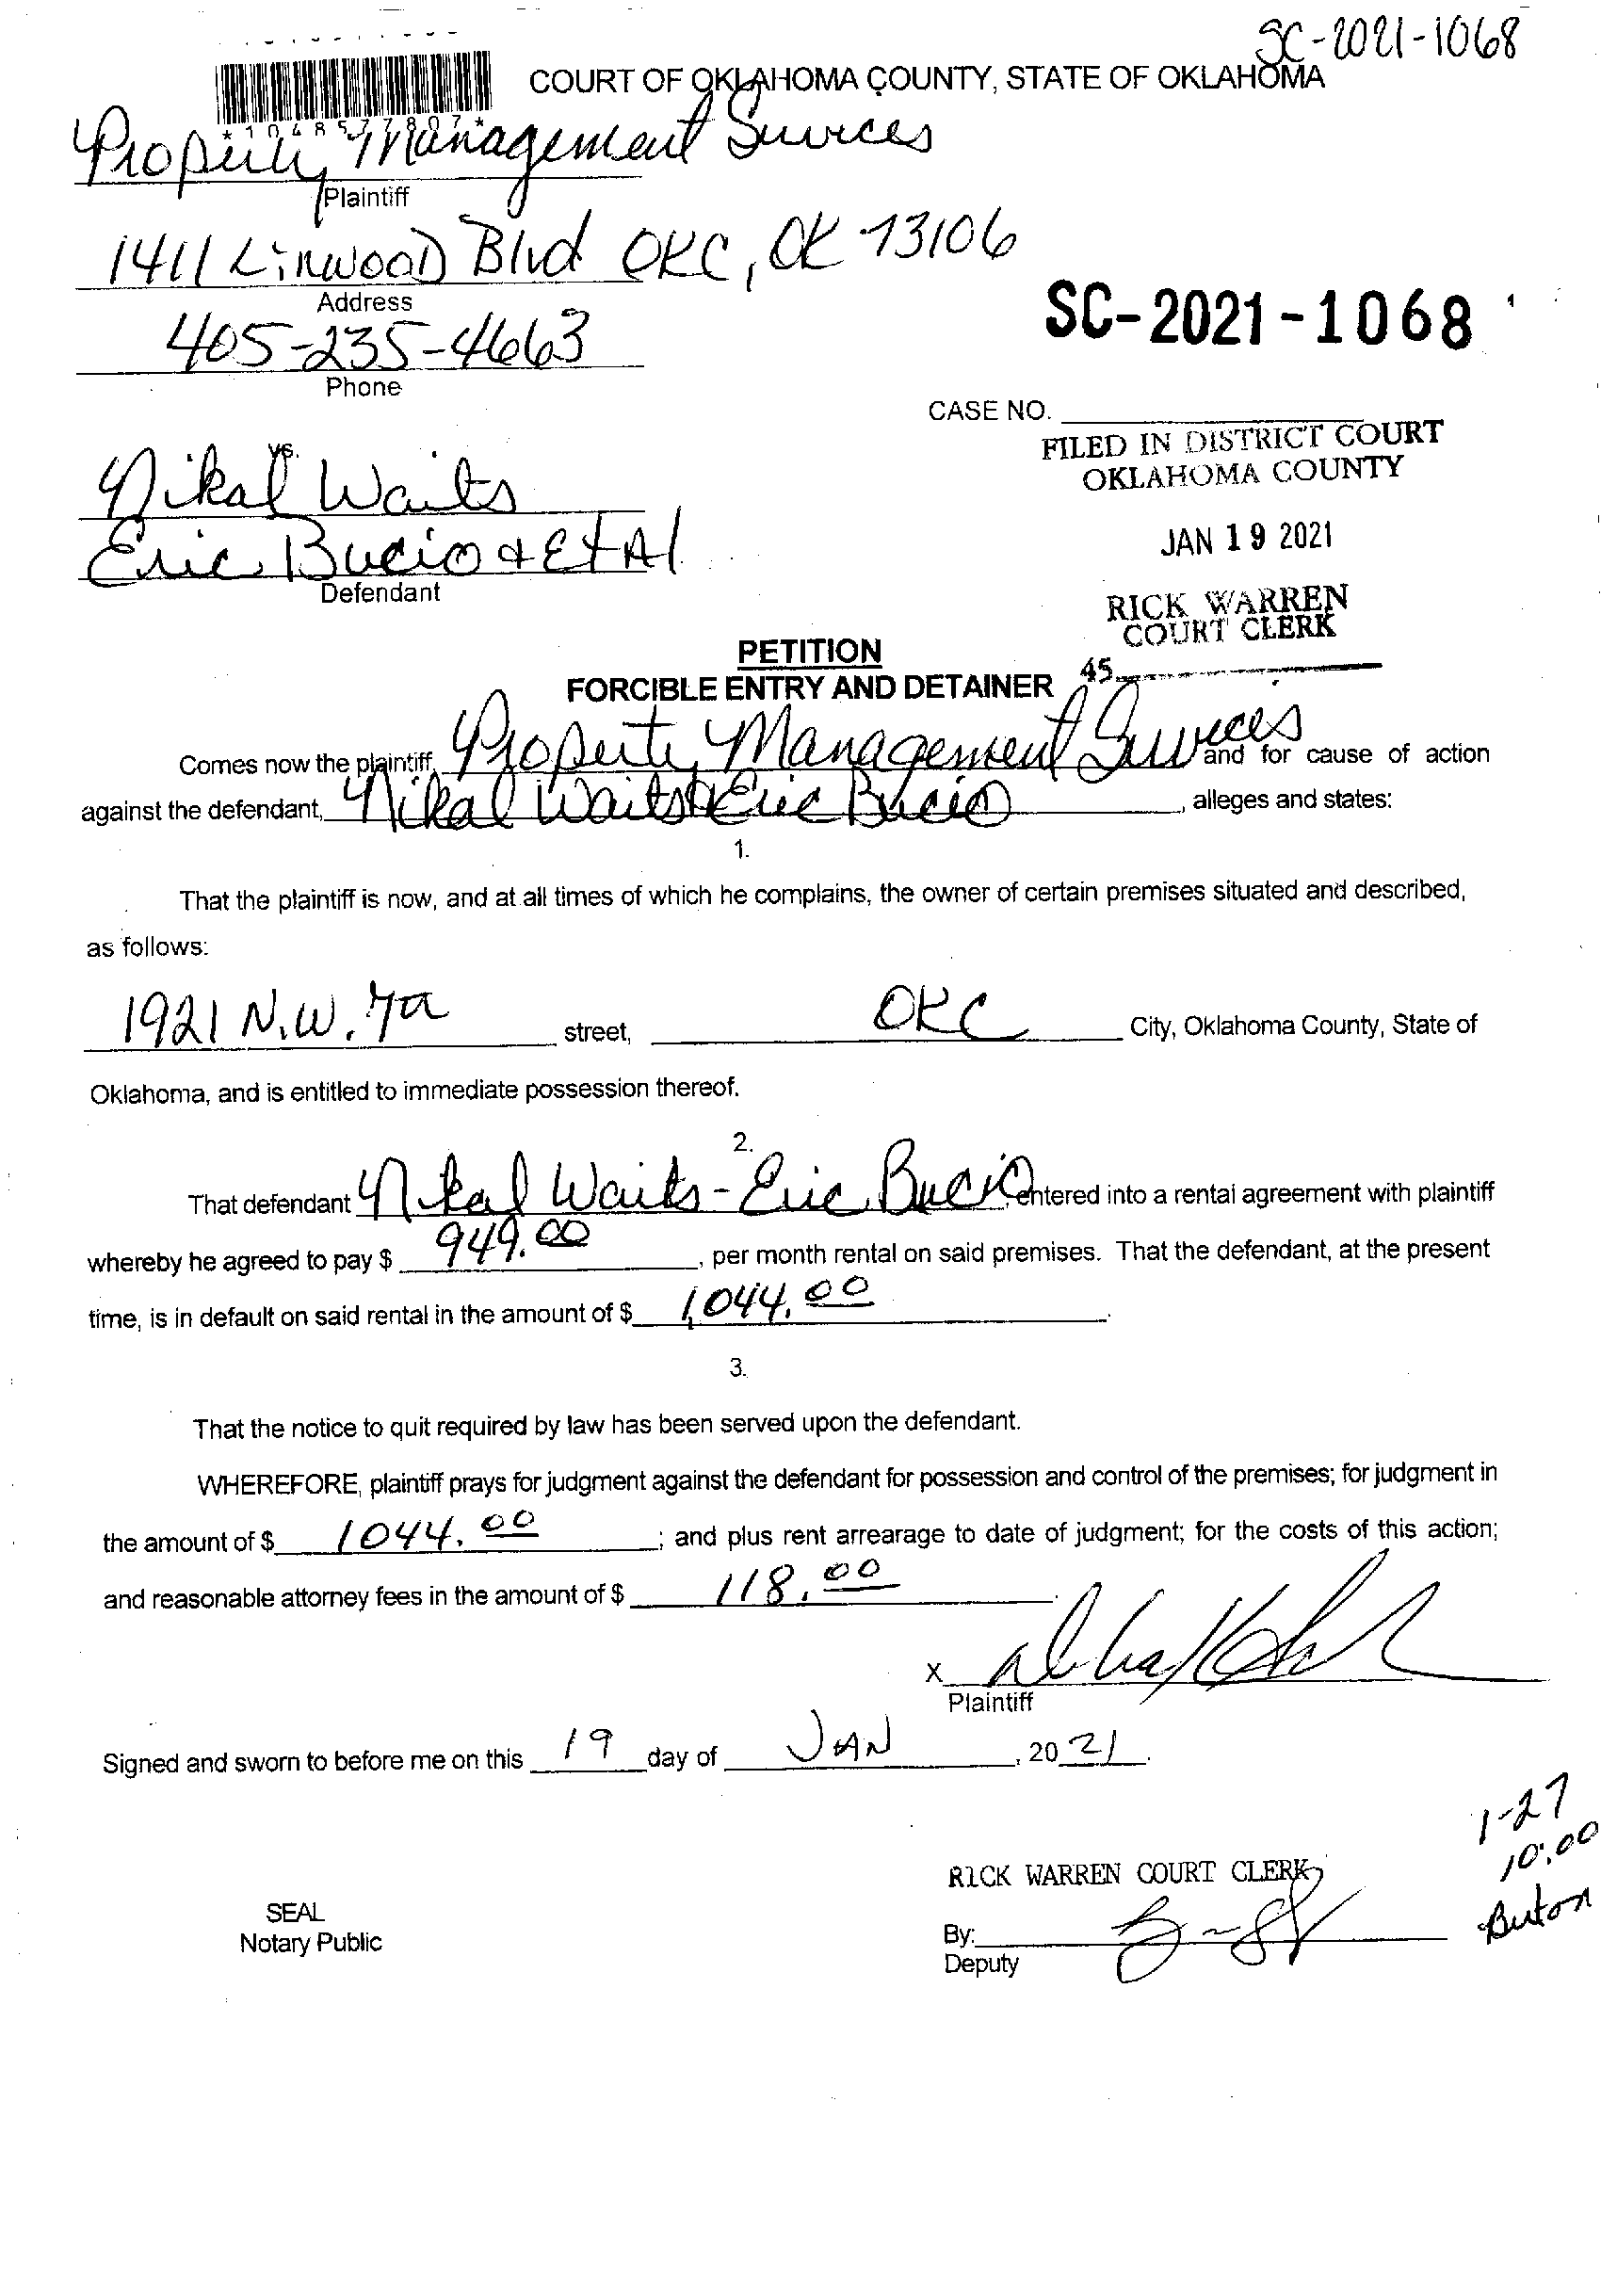 SC-2021-1068
COURT OF OKLAHOMA COUNTY, STATE OF OKLAHOMA
*1048577807*
Property Management Services
Plaintiff
1411 Linwood Blvd OKC, OK 73106
Address
405-235-4663
Phone
SC-2021-1068
CASE NO.
FILED IN DISTRICT COURT
OKLAHOMA COUNTY
JAN 19 2021
RICK WARREN
COURT CLERK
45
vs.
Nikal Waits
Eric Bucio & Et Al
Defendant
PETITION
FORCIBLE ENTRY AND DETAINER
Comes now the plaintiff, Property Management Services and for cause of action
against the defendant, Nikal Waits & Eric Bucio, alleges and states:
1.
That the plaintiff is now, and at all times of which he complains, the owner of certain premises situated and described,
as follows:
1921 N.W. street, OKC City, Oklahoma County, State of
Oklahoma, and is entitled to immediate possession thereof.
2.
That defendant Nikal Waits - Eric Bucio, entered into a rental agreement with plaintiff
whereby he agreed to pay $ 949.00, per month rental on said premises. That the defendant, at the present
time, is in default on said rental in the amount of $ 1,044.00.
3.
That the notice to quit required by law has been served upon the defendant.
WHEREFORE, plaintiff prays for judgment against the defendant for possession and control of the premises; for judgment in
the amount of $ 1044.00; and plus rent arrearage to date of judgment; for the costs of this action;
and reasonable attorney fees in the amount of $ 118.00.
X
Plaintiff
Signed and sworn to before me on this 19 day of JAN, 20 21.
1-27
10:00
RICK WARREN COURT CLERK
SEAL
Notary Public
By:
Deputy